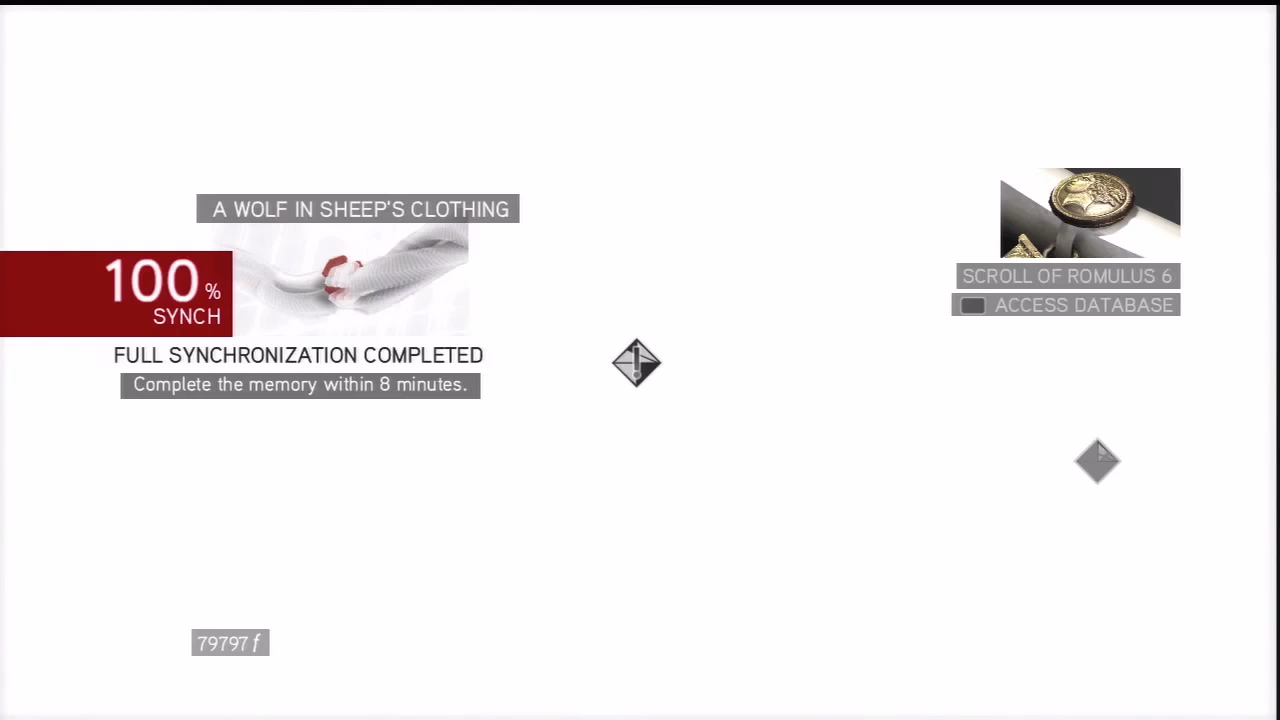 A WOLF IN SHEEP'S CLOTHING
100 %
SYNCH
FULL SYNCHRONIZATION COMPLETED
Complete the memory within 8 minutes.
SCROLL OF ROMULUS 6
ACCESS DATABASE
79797 ƒ